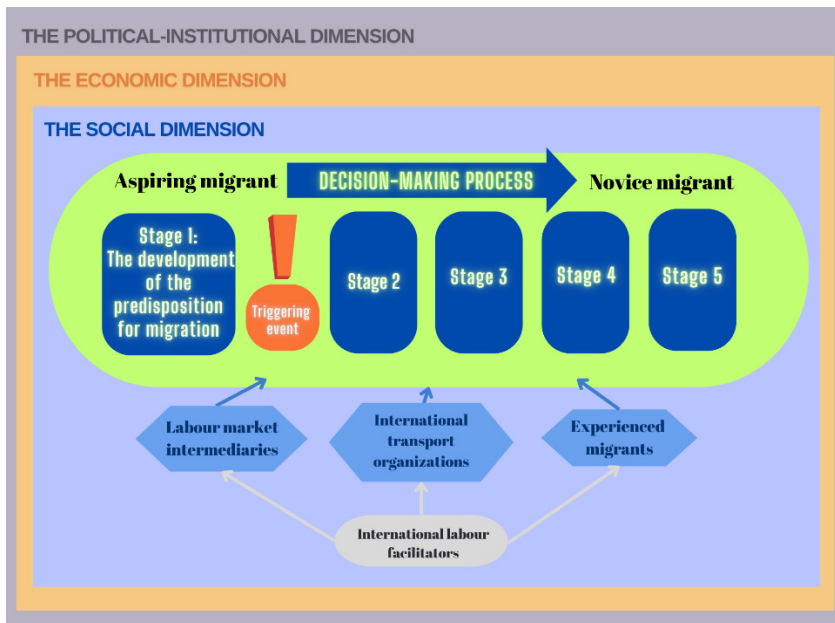 THE POLITICAL-INSTITUTIONAL DIMENSION
THE ECONOMIC DIMENSION
THE SOCIAL DIMENSION
Aspiring migrant
DECISION-MAKING PROCESS
Novice migrant
Stage 1:
The development
of the
predisposition
for migration
Triggering
event
Stage 2
Stage 3
Stage 4
Stage 5
Labour market
intermediaries
International
transport
organizations
Experienced
migrants
International labour
facilitators